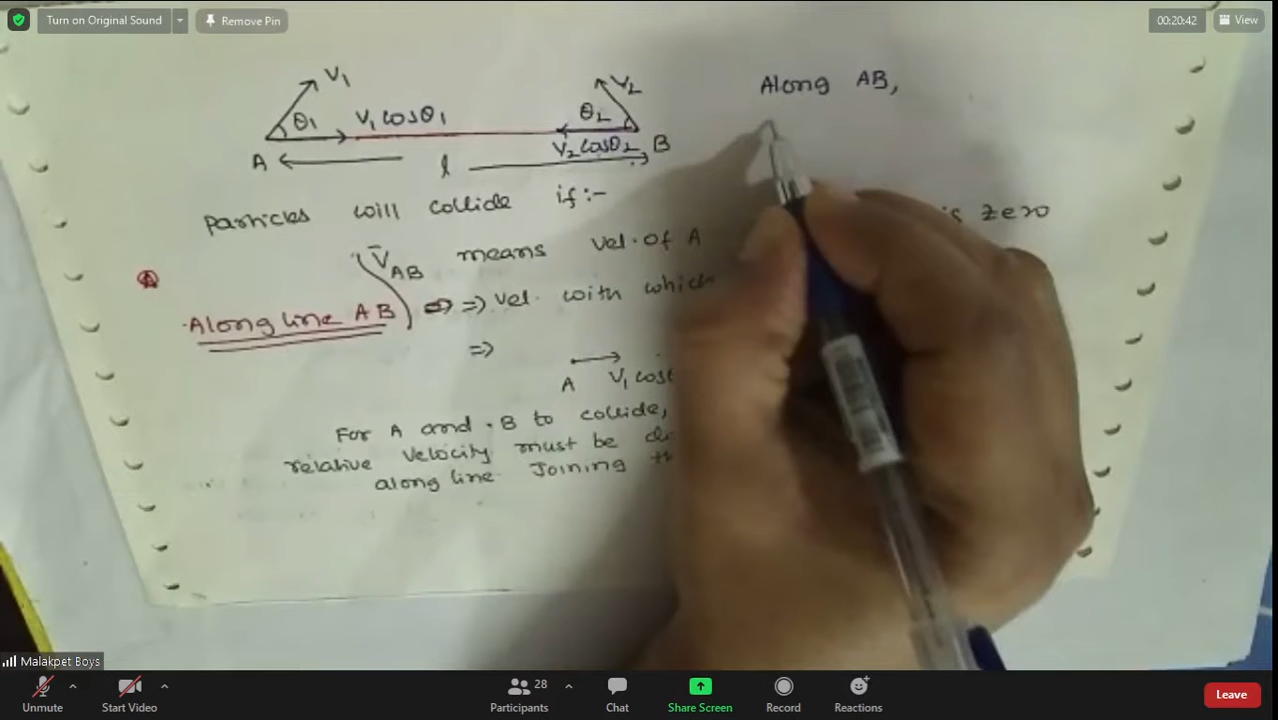 Turn on Original Sound
Remove Pin
00:20:42
View
V1
θ1
V1 cosθ1
θ2
V2
V2 cosθ2
A
l
B
Along AB,
Particles will collide if :-
is zero
V̄AB means Vel. of A
Along line AB
⇒ Vel. with which
⇒
A
V1 cos
For A and B to collide,
relative velocity must be
along line Joining
Malakpet Boys
Unmute
Start Video
28
Participants
Chat
Share Screen
Record
Reactions
Leave